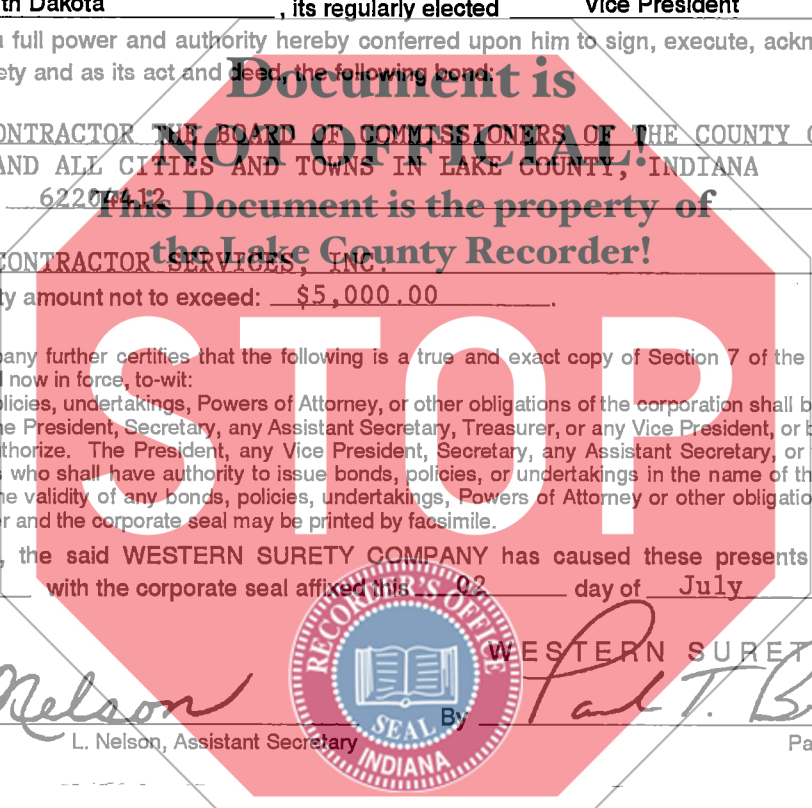 th Dakota , its regularly elected Vice President
full power and authority hereby conferred upon him to sign, execute, ackn
ety and as its act and deed, the following bond:
Document is
ONTRACTOR THE BOARD OF COMMISSIONERS OF THE COUNTY O
NOT OFFICIAL!
AND ALL CITIES AND TOWNS IN LAKE COUNTY, INDIANA
62204412
This Document is the property of
the Lake County Recorder!
CONTRACTOR SERVICES, INC.
ty amount not to exceed: $5,000.00 .
STOP
pany further certifies that the following is a true and exact copy of Section 7 of the
now in force, to-wit:
olicies, undertakings, Powers of Attorney, or other obligations of the corporation shall b
he President, Secretary, any Assistant Secretary, Treasurer, or any Vice President, or b
thorize. The President, any Vice President, Secretary, any Assistant Secretary, or
s who shall have authority to issue bonds, policies, or undertakings in the name of th
he validity of any bonds, policies, undertakings, Powers of Attorney or other obligatio
r and the corporate seal may be printed by facsimile.
, the said WESTERN SURETY COMPANY has caused these presents
with the corporate seal affixed this 02 day of July
RECORDER'S OFFICE
SEAL
INDIANA
WESTERN SURET
Nelson
By Paul T. B
L. Nelson, Assistant Secretary
Pa